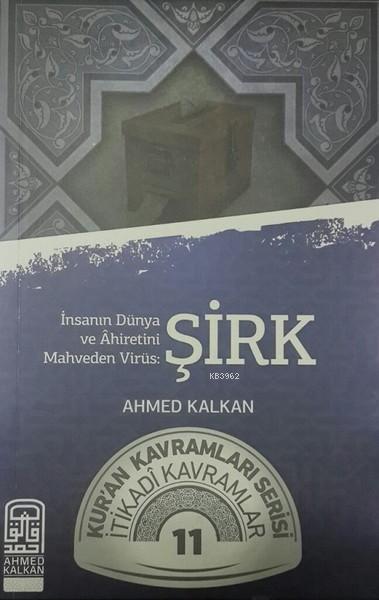 İnsanın Dünya
ve Âhiretini
Mahveden Virüs:
ŞİRK
KB3962
AHMED KALKAN
KUR'AN KAVRAMLARI SERİSİ
İTİKADÎ KAVRAMLAR
11
AHMED
KALKAN